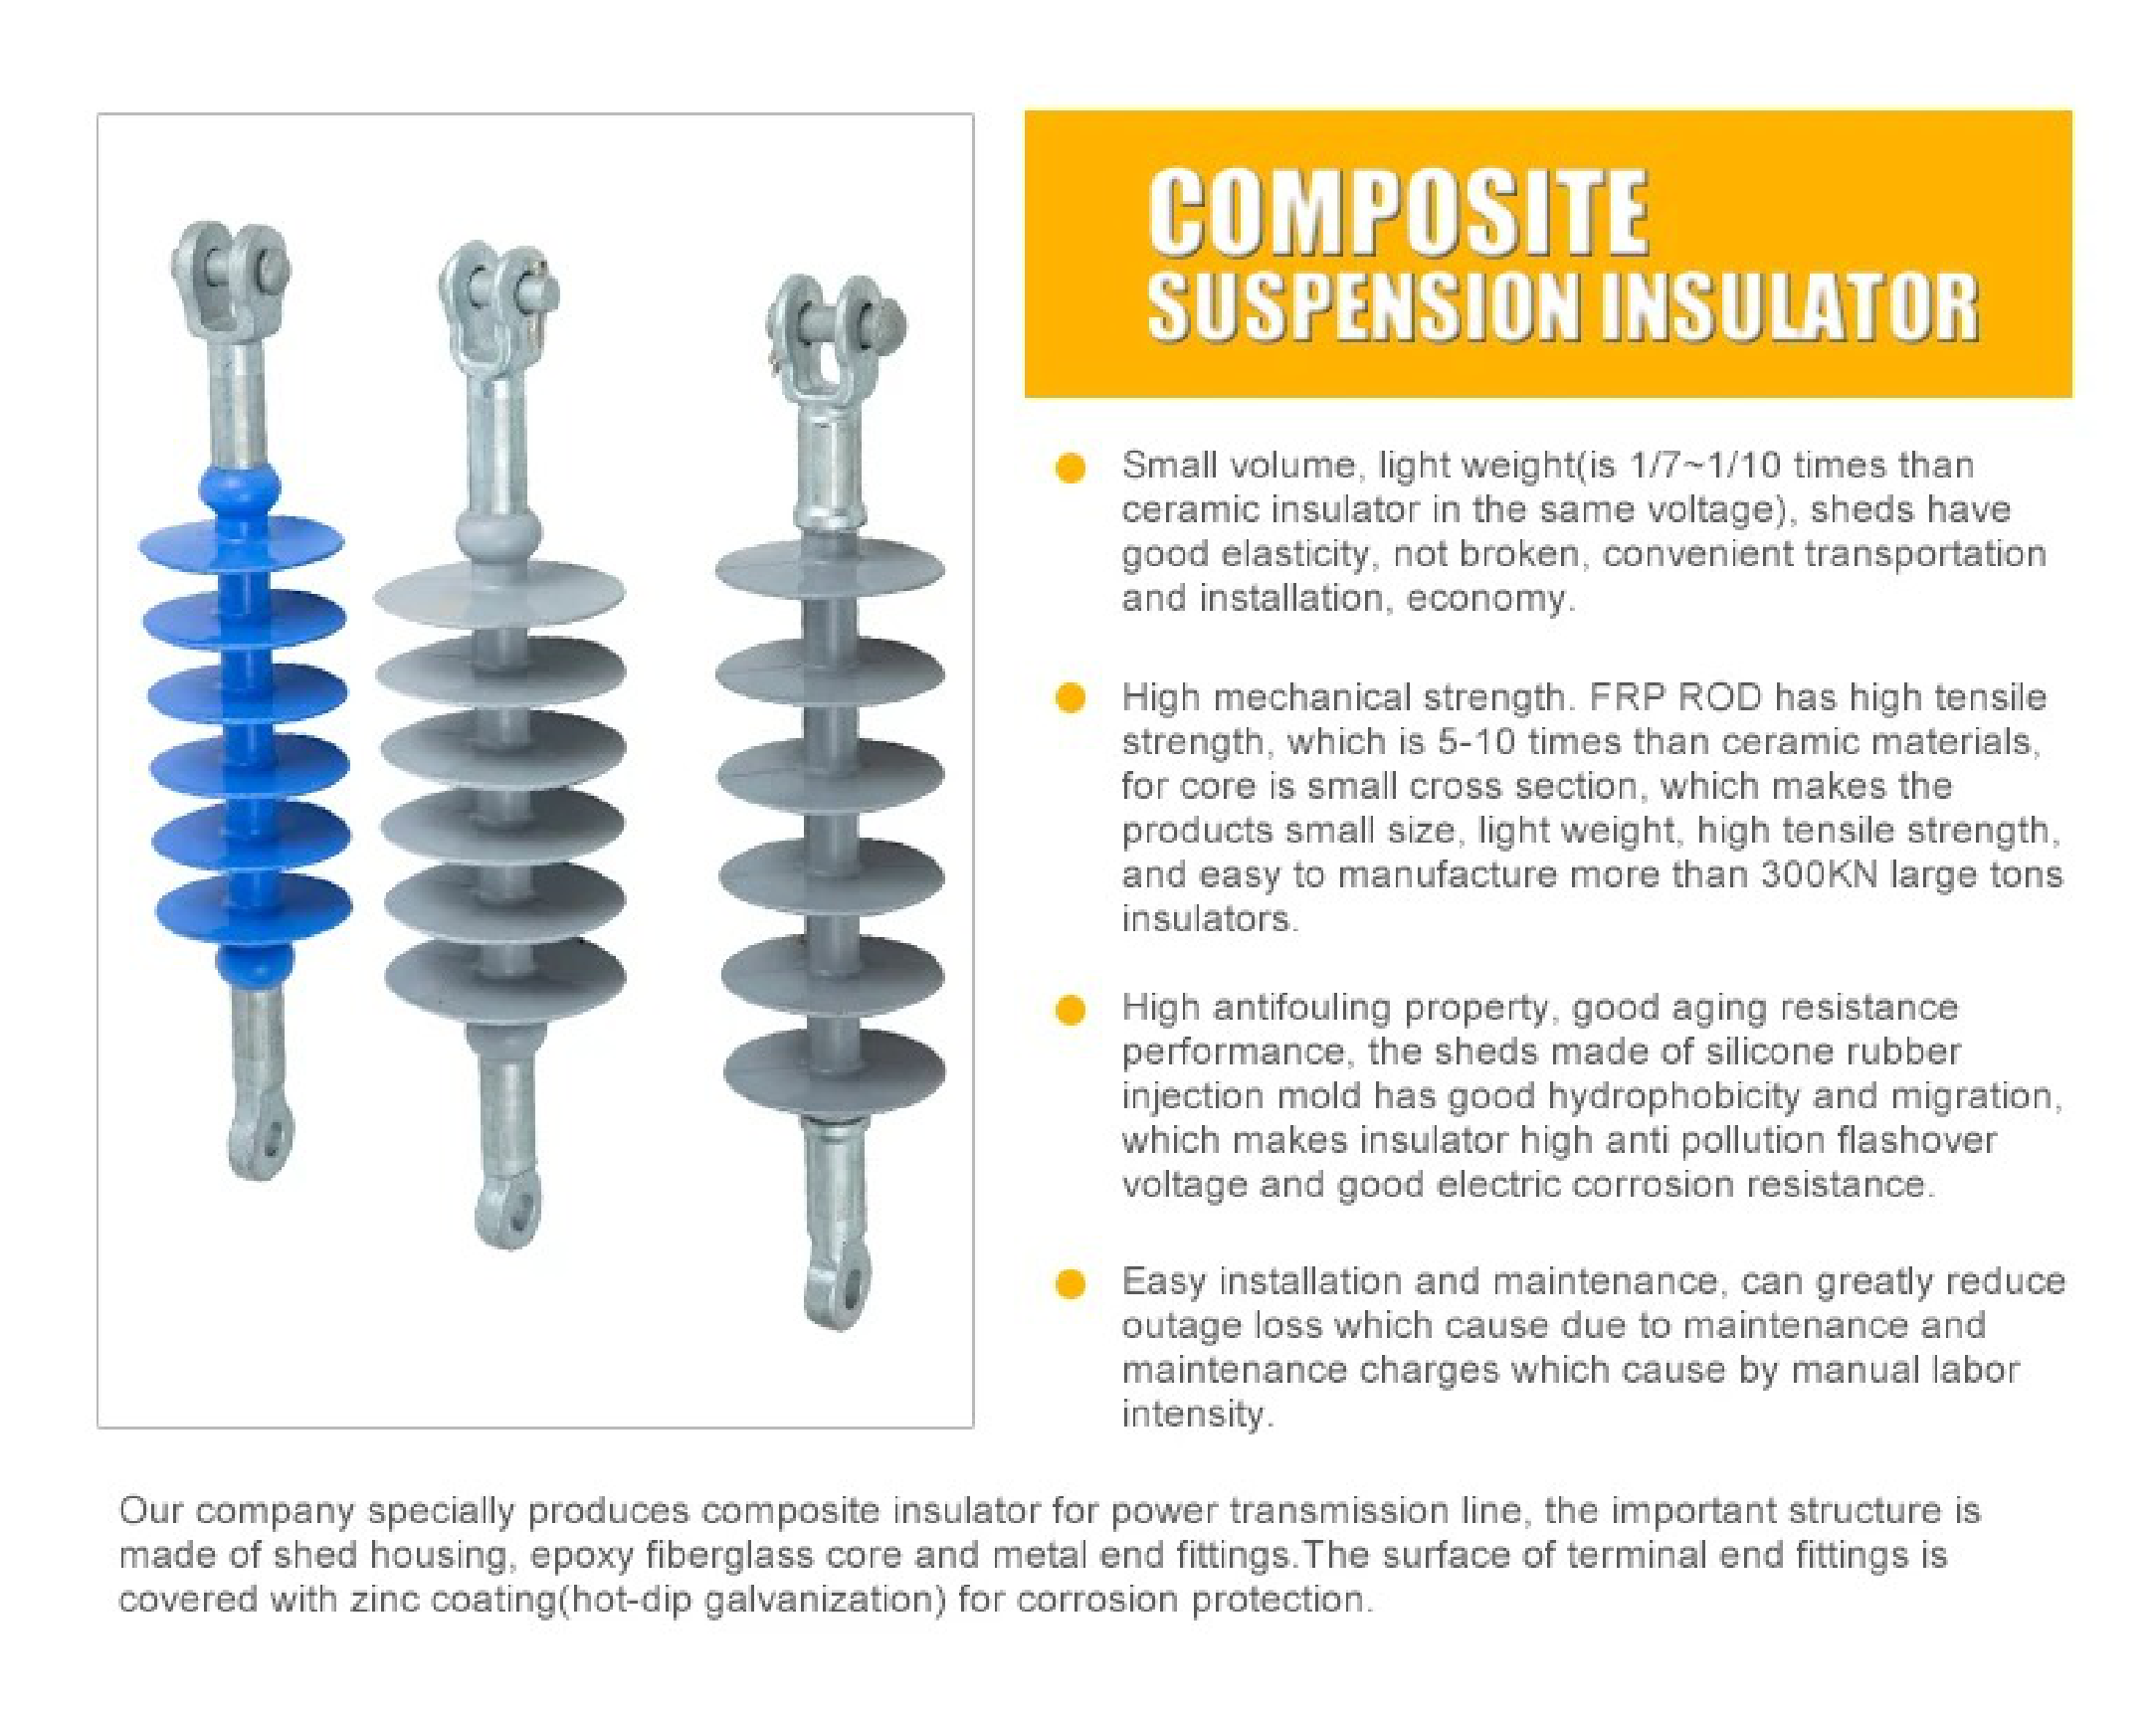 COMPOSITE
SUSPENSION INSULATOR
Small volume, light weight(is 1/7~1/10 times than
ceramic insulator in the same voltage), sheds have
good elasticity, not broken, convenient transportation
and installation, economy.
High mechanical strength. FRP ROD has high tensile
strength, which is 5-10 times than ceramic materials,
for core is small cross section, which makes the
products small size, light weight, high tensile strength,
and easy to manufacture more than 300KN large tons
insulators.
High antifouling property, good aging resistance
performance, the sheds made of silicone rubber
injection mold has good hydrophobicity and migration,
which makes insulator high anti pollution flashover
voltage and good electric corrosion resistance.
Easy installation and maintenance, can greatly reduce
outage loss which cause due to maintenance and
maintenance charges which cause by manual labor
intensity.
Our company specially produces composite insulator for power transmission line, the important structure is
made of shed housing, epoxy fiberglass core and metal end fittings.The surface of terminal end fittings is
covered with zinc coating(hot-dip galvanization) for corrosion protection.